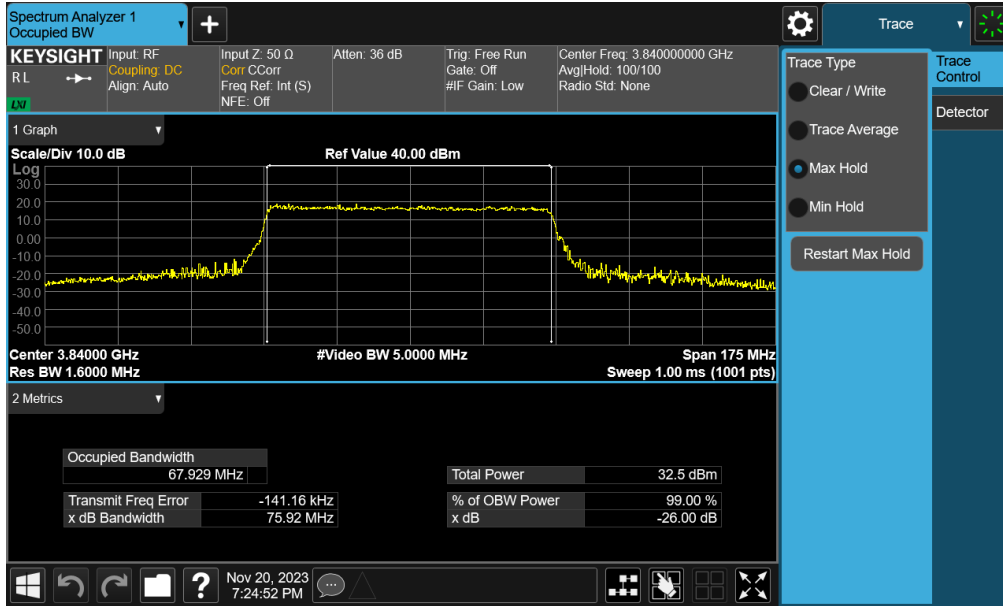 Spectrum Analyzer 1
Occupied BW
+
Trace
KEYSIGHT
R L
LXI
Input: RF
Coupling: DC
Align: Auto
Input Z: 50 Ω
Corr CCorr
Freq Ref: Int (S)
NFE: Off
Atten: 36 dB
Trig: Free Run
Gate: Off
#IF Gain: Low
Center Freq: 3.840000000 GHz
Avg|Hold: 100/100
Radio Std: None
Trace Type
Clear / Write
Trace Average
Max Hold
Min Hold
Restart Max Hold
Trace
Control
Detector
1 Graph
Scale/Div 10.0 dB
Ref Value 40.00 dBm
Log
30.0
20.0
10.0
0.00
-10.0
-20.0
-30.0
-40.0
-50.0
Center 3.84000 GHz
#Video BW 5.0000 MHz
Span 175 MHz
Res BW 1.6000 MHz
Sweep 1.00 ms (1001 pts)
2 Metrics
Occupied Bandwidth
67.929 MHz
Total Power 32.5 dBm
Transmit Freq Error -141.16 kHz
% of OBW Power 99.00 %
x dB Bandwidth 75.92 MHz
x dB -26.00 dB
?
Nov 20, 2023
7:24:52 PM